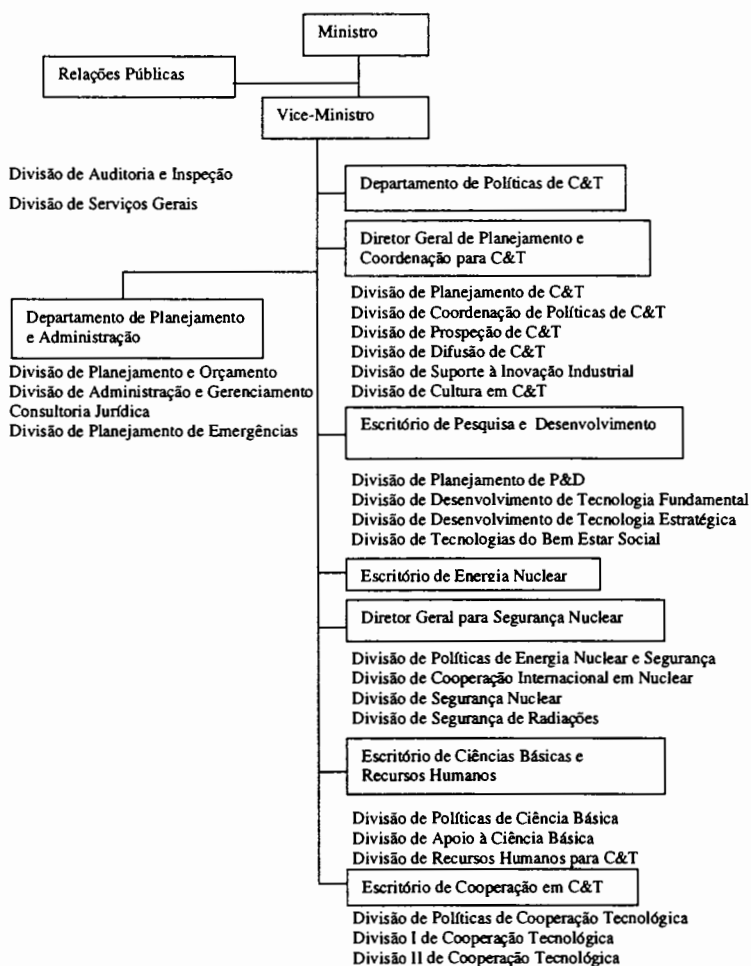 Ministro
Relações Públicas
Vice-Ministro
Divisão de Auditoria e Inspeção
Divisão de Serviços Gerais
Departamento de Políticas de C&T
Diretor Geral de Planejamento e
Coordenação para C&T
Divisão de Planejamento de C&T
Divisão de Coordenação de Políticas de C&T
Divisão de Prospeção de C&T
Divisão de Difusão de C&T
Divisão de Suporte à Inovação Industrial
Divisão de Cultura em C&T
Departamento de Planejamento
e Administração
Divisão de Planejamento e Orçamento
Divisão de Administração e Gerenciamento
Consultoria Jurídica
Divisão de Planejamento de Emergências
Escritório de Pesquisa e Desenvolvimento
Divisão de Planejamento de P&D
Divisão de Desenvolvimento de Tecnologia Fundamental
Divisão de Desenvolvimento de Tecnologia Estratégica
Divisão de Tecnologias do Bem Estar Social
Escritório de Energia Nuclear
Diretor Geral para Segurança Nuclear
Divisão de Políticas de Energia Nuclear e Segurança
Divisão de Cooperação Internacional em Nuclear
Divisão de Segurança Nuclear
Divisão de Segurança de Radiações
Escritório de Ciências Básicas e
Recursos Humanos
Divisão de Políticas de Ciência Básica
Divisão de Apoio à Ciência Básica
Divisão de Recursos Humanos para C&T
Escritório de Cooperação em C&T
Divisão de Políticas de Cooperação Tecnológica
Divisão I de Cooperação Tecnológica
Divisão II de Cooperação Tecnológica